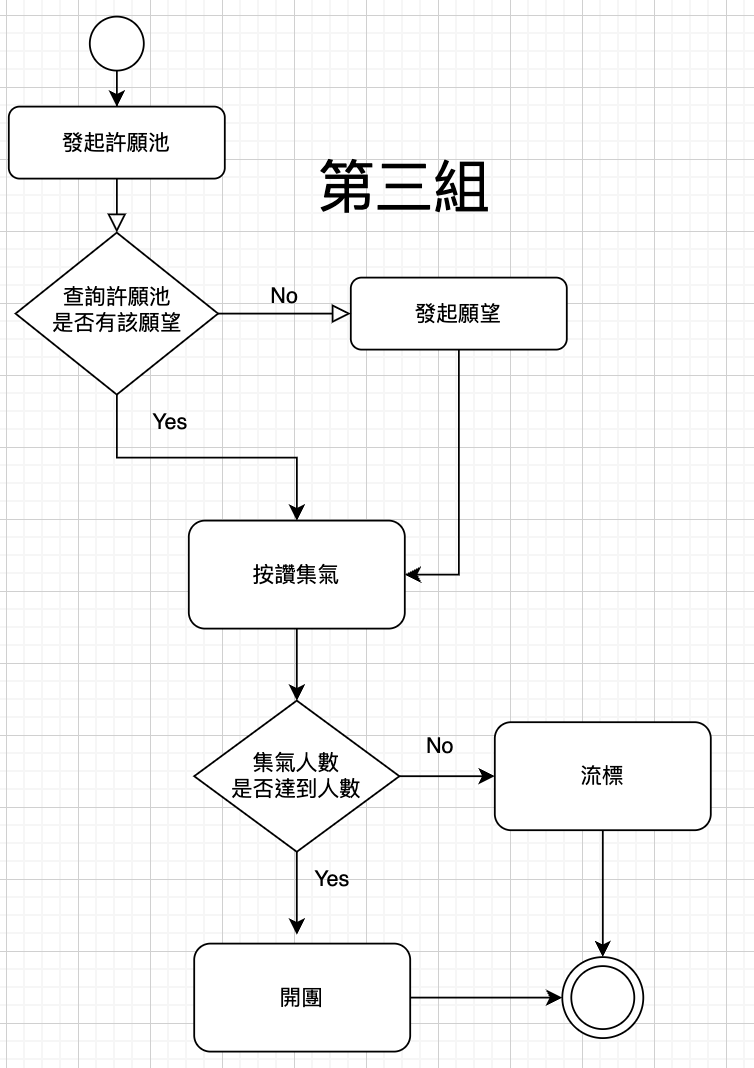 發起許願池
第三組
查詢許願池
是否有該願望
No
發起願望
Yes
按讚集氣
集氣人數
是否達到人數
No
流標
Yes
開團